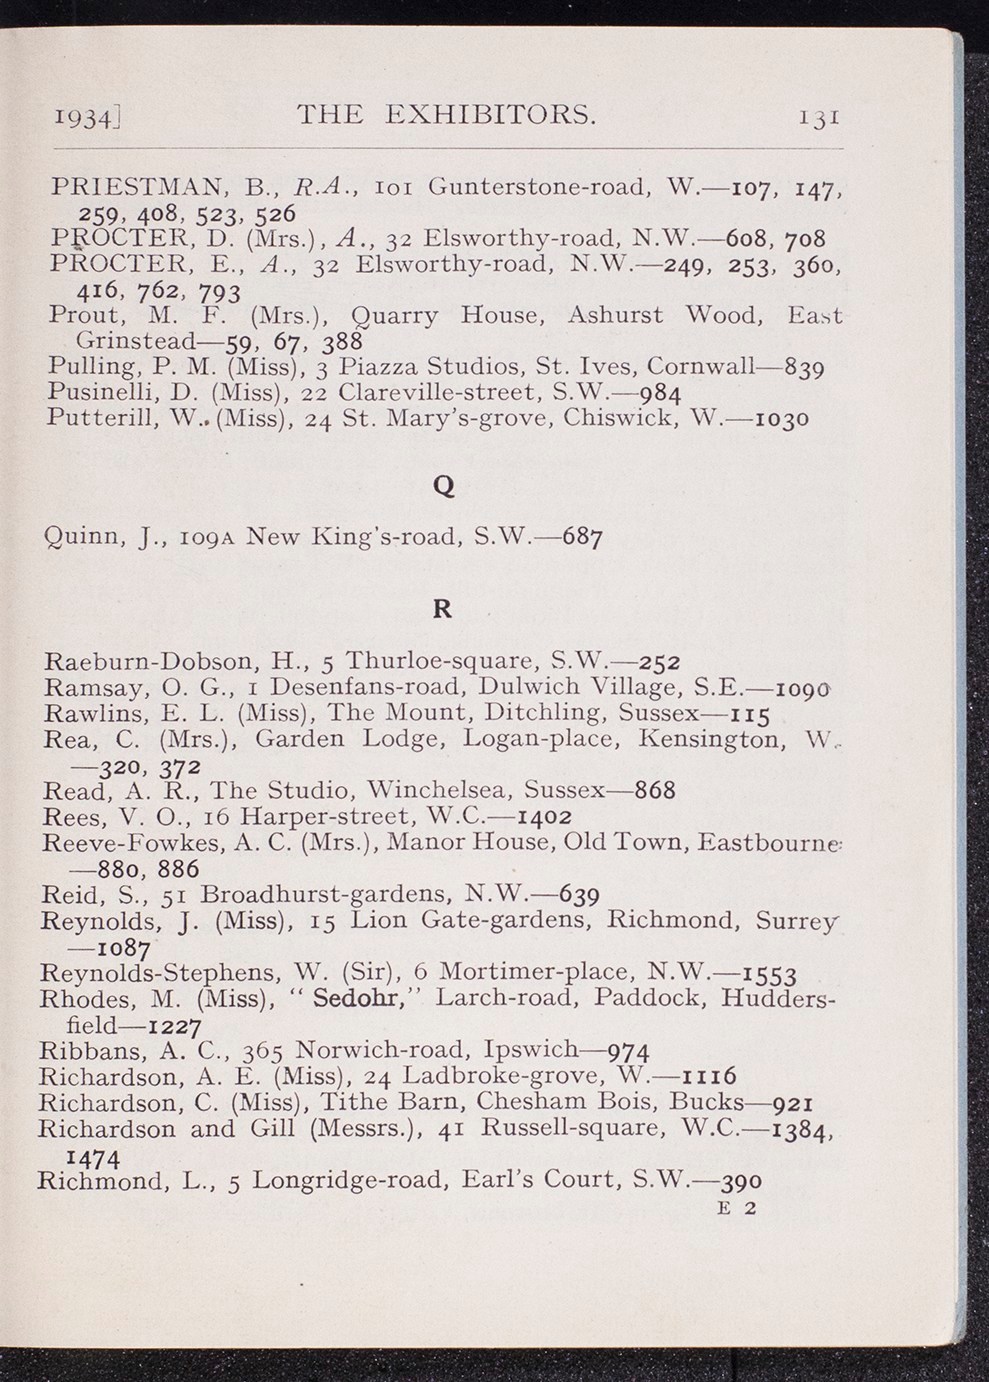 1934] THE EXHIBITORS. 131
PRIESTMAN, B., R.A., 101 Gunterstone-road, W.—107, 147,
259, 408, 523, 526
PROCTER, D. (Mrs.), A., 32 Elsworthy-road, N.W.—608, 708
PROCTER, E., A., 32 Elsworthy-road, N.W.—249, 253, 360,
416, 762, 793
Prout, M. F. (Mrs.), Quarry House, Ashurst Wood, East
Grinstead—59, 67, 388
Pulling, P. M. (Miss), 3 Piazza Studios, St. Ives, Cornwall—839
Pusinelli, D. (Miss), 22 Clareville-street, S.W.—984
Putterill, W. (Miss), 24 St. Mary's-grove, Chiswick, W.—1030
Q
Quinn, J., 109A New King's-road, S.W.—687
R
Raeburn-Dobson, H., 5 Thurloe-square, S.W.—252
Ramsay, O. G., 1 Desenfans-road, Dulwich Village, S.E.—1090
Rawlins, E. L. (Miss), The Mount, Ditchling, Sussex—115
Rea, C. (Mrs.), Garden Lodge, Logan-place, Kensington, W.
—320, 372
Read, A. R., The Studio, Winchelsea, Sussex—868
Rees, V. O., 16 Harper-street, W.C.—1402
Reeve-Fowkes, A. C. (Mrs.), Manor House, Old Town, Eastbourne
—880, 886
Reid, S., 51 Broadhurst-gardens, N.W.—639
Reynolds, J. (Miss), 15 Lion Gate-gardens, Richmond, Surrey
—1087
Reynolds-Stephens, W. (Sir), 6 Mortimer-place, N.W.—1553
Rhodes, M. (Miss), "Sedohr," Larch-road, Paddock, Hudders-
field—1227
Ribbans, A. C., 365 Norwich-road, Ipswich—974
Richardson, A. E. (Miss), 24 Ladbroke-grove, W.—1116
Richardson, C. (Miss), Tithe Barn, Chesham Bois, Bucks—921
Richardson and Gill (Messrs.), 41 Russell-square, W.C.—1384,
1474
Richmond, L., 5 Longridge-road, Earl's Court, S.W.—390
E 2